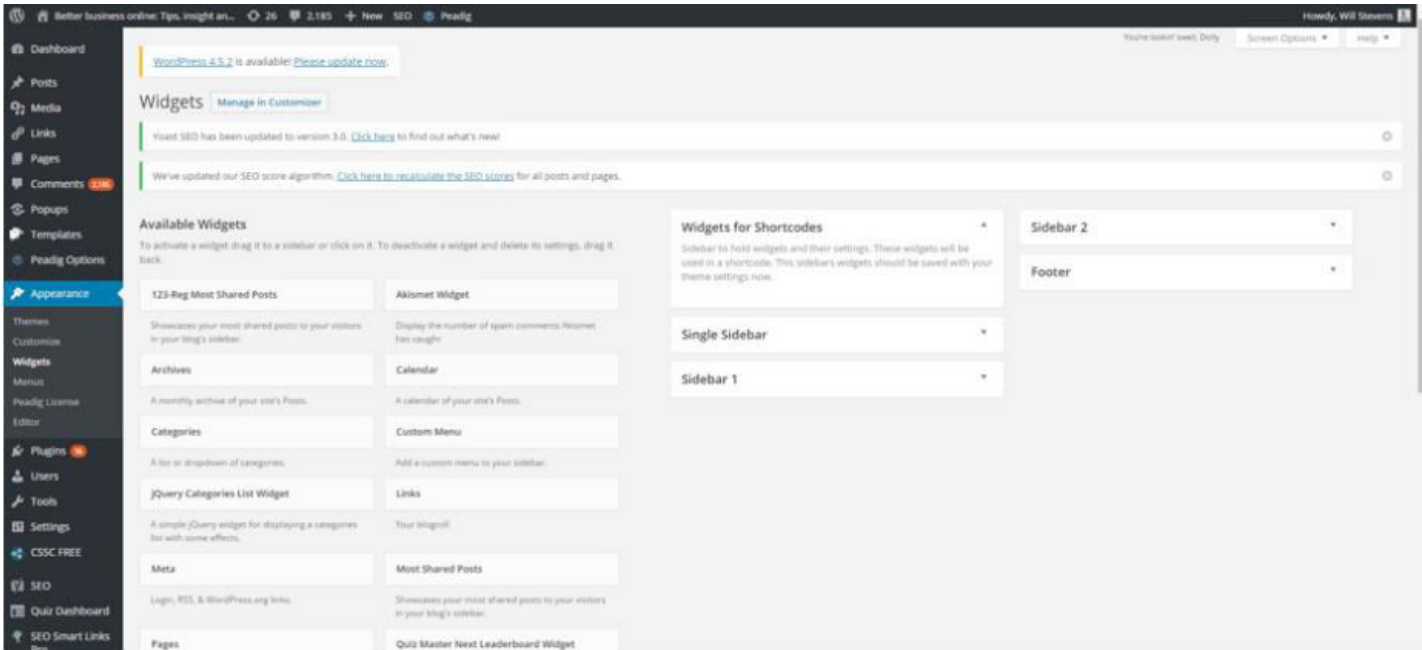 Better business online: Tips, insight an... 26 2,185 + New SEO Peadig
Howdy, Will Stevens
Dashboard
Posts
Media
Links
Pages
Comments 2,185
Popups
Templates
Peadig Options
Appearance
Themes
Customise
Widgets
Menus
Peadig License
Editor
Plugins
Users
Tools
Settings
CSSC FREE
SEO
Quiz Dashboard
SEO Smart Links
Pro
You're lookin' swell, Dolly
Screen Options
Help
WordPress 4.5.2 is available! Please update now.
Widgets Manage in Customizer
Yoast SEO has been updated to version 3.0. Click here to find out what's new!
We've updated our SEO score algorithm. Click here to recalculate the SEO scores for all posts and pages.
Available Widgets
To activate a widget drag it to a sidebar or click on it. To deactivate a widget and delete its settings, drag it
back.
123-Reg Most Shared Posts
Showcases your most shared posts to your visitors
in your blog's sidebar.
Akismet Widget
Display the number of spam comments Akismet
has caught
Archives
A monthly archive of your site's Posts.
Calendar
A calendar of your site's Posts.
Categories
A list or dropdown of categories.
Custom Menu
Add a custom menu to your sidebar.
jQuery Categories List Widget
A simple jQuery widget for displaying a categories
list with some effects.
Links
Your blogroll
Meta
Login, RSS, & WordPress.org links.
Most Shared Posts
Showcases your most shared posts to your visitors
in your blog's sidebar.
Pages
Quiz Master Next Leaderboard Widget
Widgets for Shortcodes
Sidebar to hold widgets and their settings. These widgets will be
used in a shortcode. This sidebars widgets should be saved with your
theme settings now.
Single Sidebar
Sidebar 1
Sidebar 2
Footer